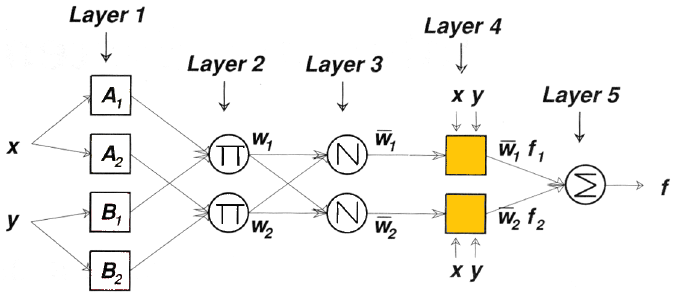 Layer 1
Layer 4
Layer 2
Layer 3
x y
Layer 5
A₁
x
A₂
∏ w₁
N w̅₁
w̅₁ f₁
Σ
f
y
B₁
∏ w₂
N w̅₂
w̅₂ f₂
B₂
x y